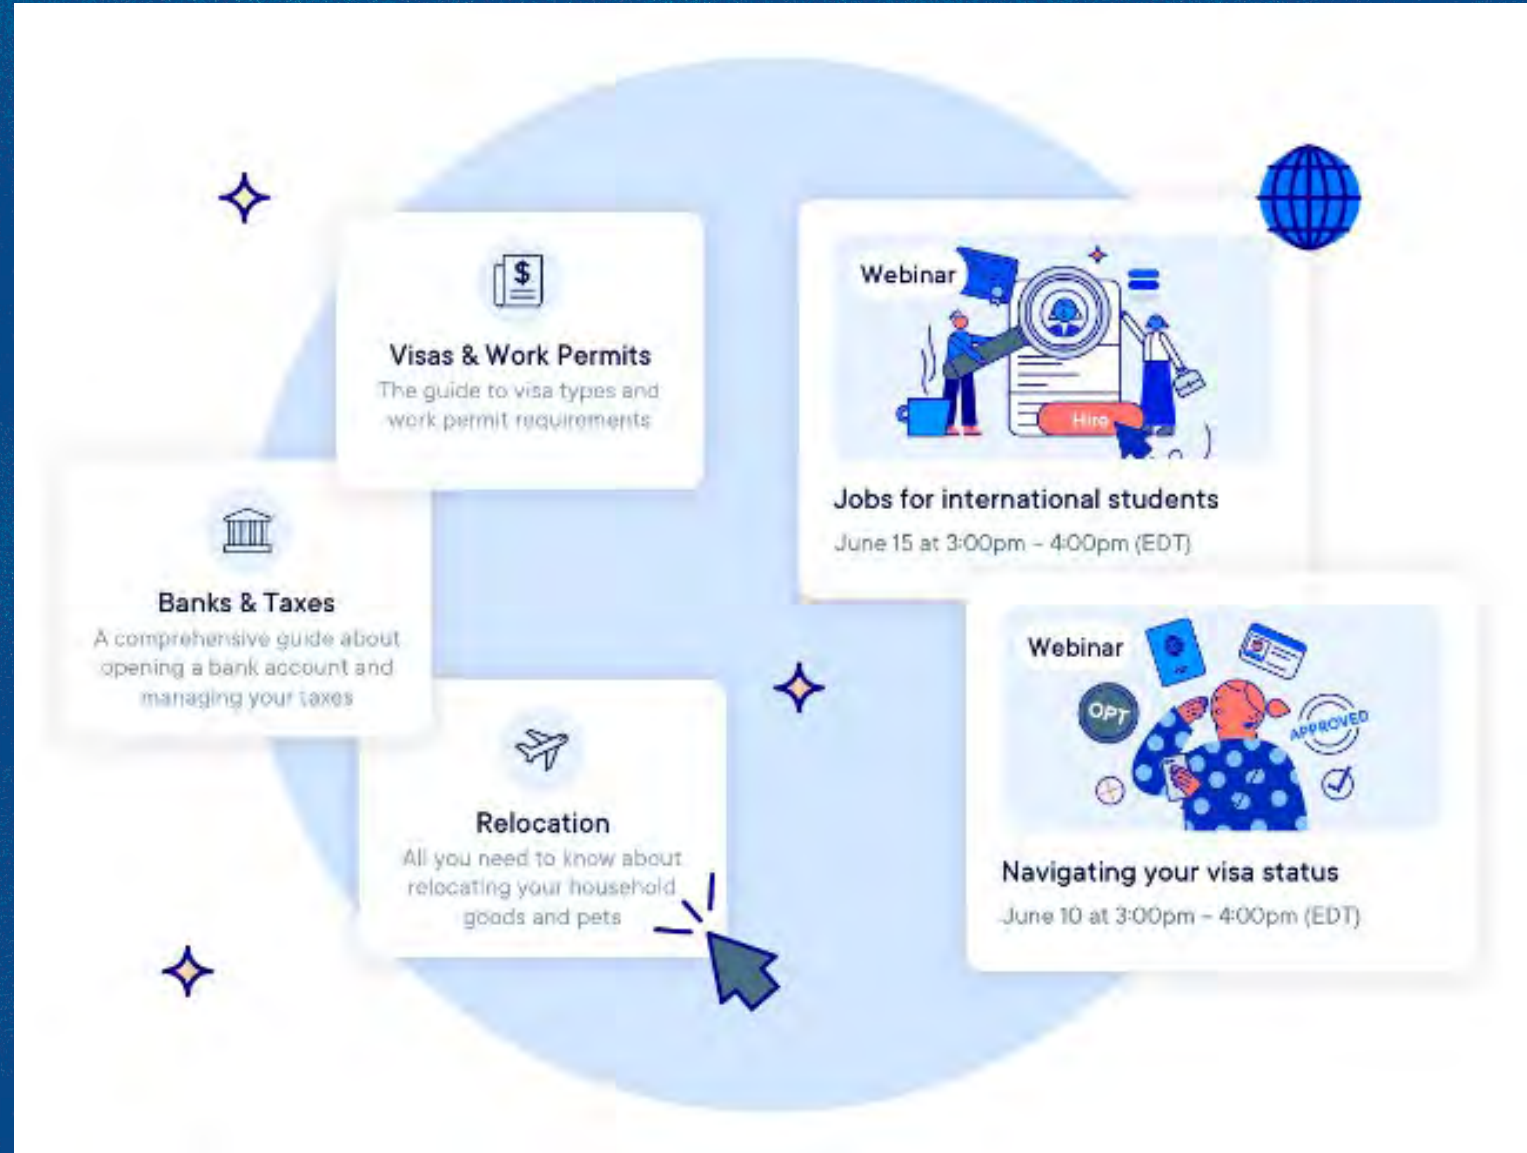 Visas & Work Permits
The guide to visa types and
work permit requirements
Banks & Taxes
A comprehensive guide about
opening a bank account and
managing your taxes
Relocation
All you need to know about
relocating your household
goods and pets
Webinar
$
Hire
Jobs for international students
June 15 at 3:00pm – 4:00pm (EDT)
Webinar
OPT
APPROVED
Navigating your visa status
June 10 at 3:00pm – 4:00pm (EDT)